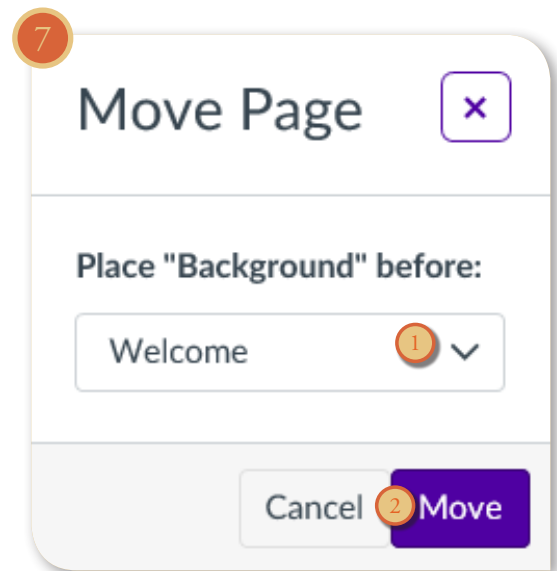 7
Move Page
×
Place "Background" before:
Welcome 1
Cancel 2 Move